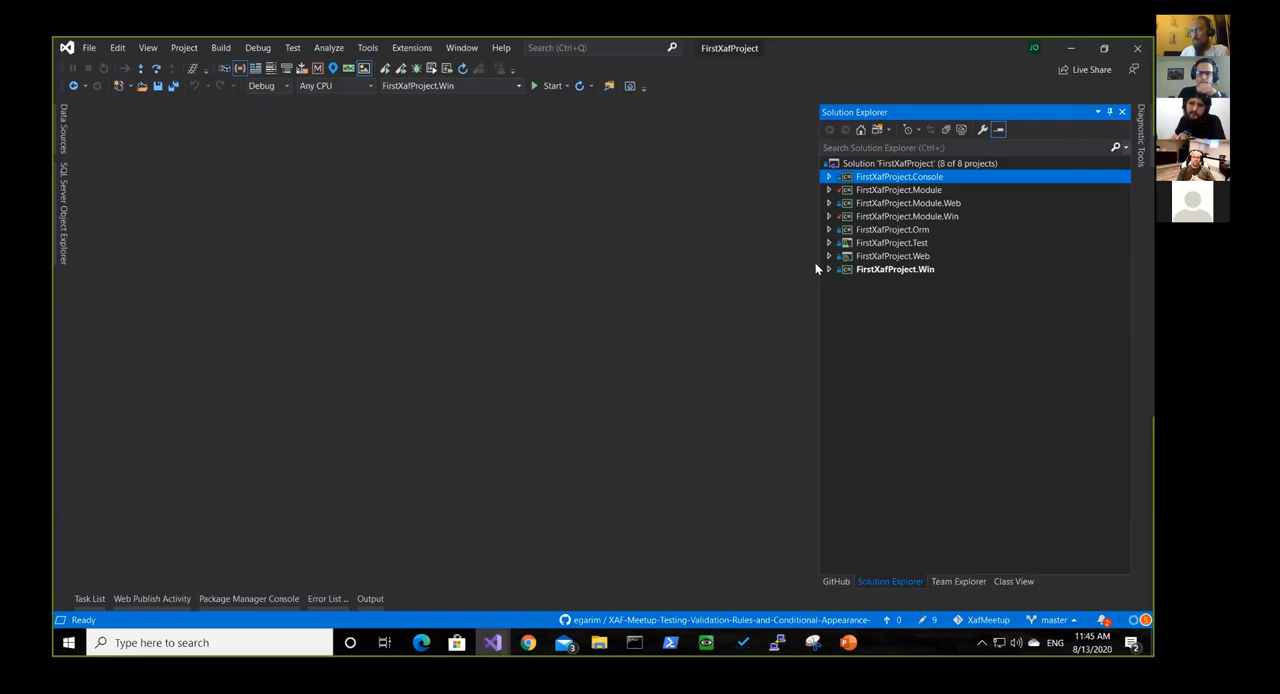 File Edit View Project Build Debug Test Analyze Tools Extensions Window Help Search (Ctrl+Q) FirstXafProject JO
Live Share
Debug Any CPU FirstXafProject.Win Start
Data Sources
SQL Server Object Explorer
Solution Explorer
Search Solution Explorer (Ctrl+;)
Solution 'FirstXafProject' (8 of 8 projects)
FirstXafProject.Console
FirstXafProject.Module
FirstXafProject.Module.Web
FirstXafProject.Module.Win
FirstXafProject.Orm
FirstXafProject.Test
FirstXafProject.Web
FirstXafProject.Win
Diagnostic Tools
GitHub Solution Explorer Team Explorer Class View
Task List Web Publish Activity Package Manager Console Error List ... Output
Ready egarim / XAF-Meetup-Testing-Validation-Rules-and-Conditional-Appearance- 0 9 XafMeetup master 2 5
Type here to search 3 ENG 11:45 AM 2
8/13/2020